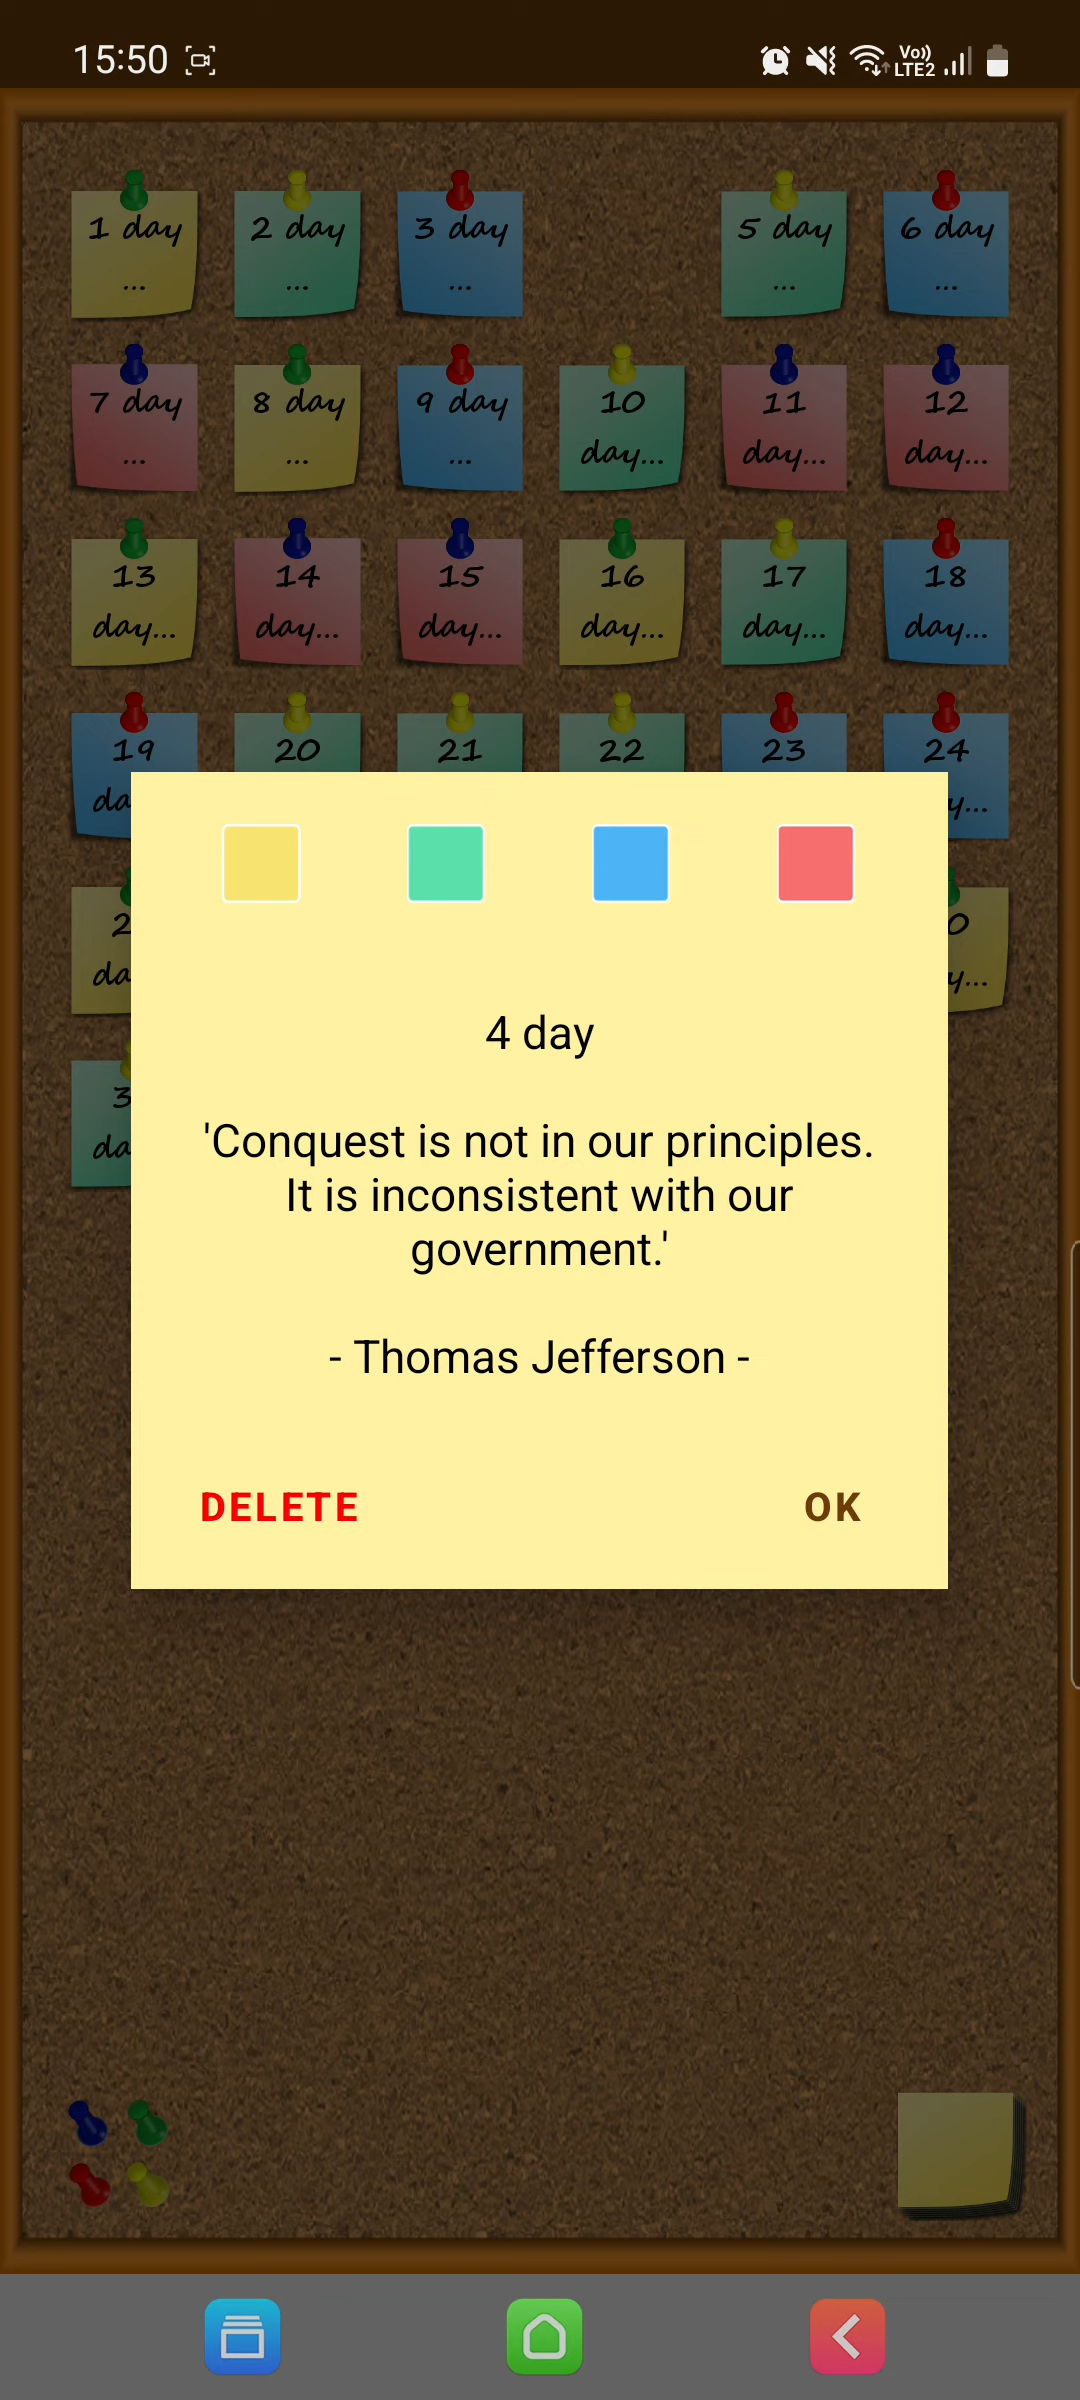 15:50
Vo))
LTE2
1 day
...
2 day
...
3 day
...
5 day
...
6 day
...
7 day
...
8 day
...
9 day
...
10
day...
11
day...
12
day...
13
day...
14
day...
15
day...
16
day...
17
day...
18
day...
19
20
21
22
23
24
4 day
'Conquest is not in our principles.
It is inconsistent with our
government.'
- Thomas Jefferson -
DELETE
OK